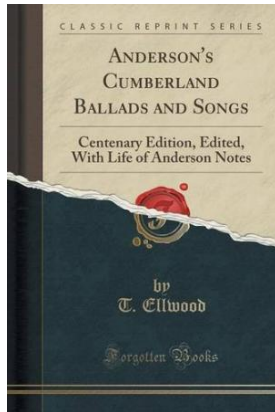 CLASSIC REPRINT SERIES
ANDERSON'S
CUMBERLAND
BALLADS AND SONGS
Centenary Edition, Edited,
With Life of Anderson Notes
by
T. Ellwood
Forgotten Books